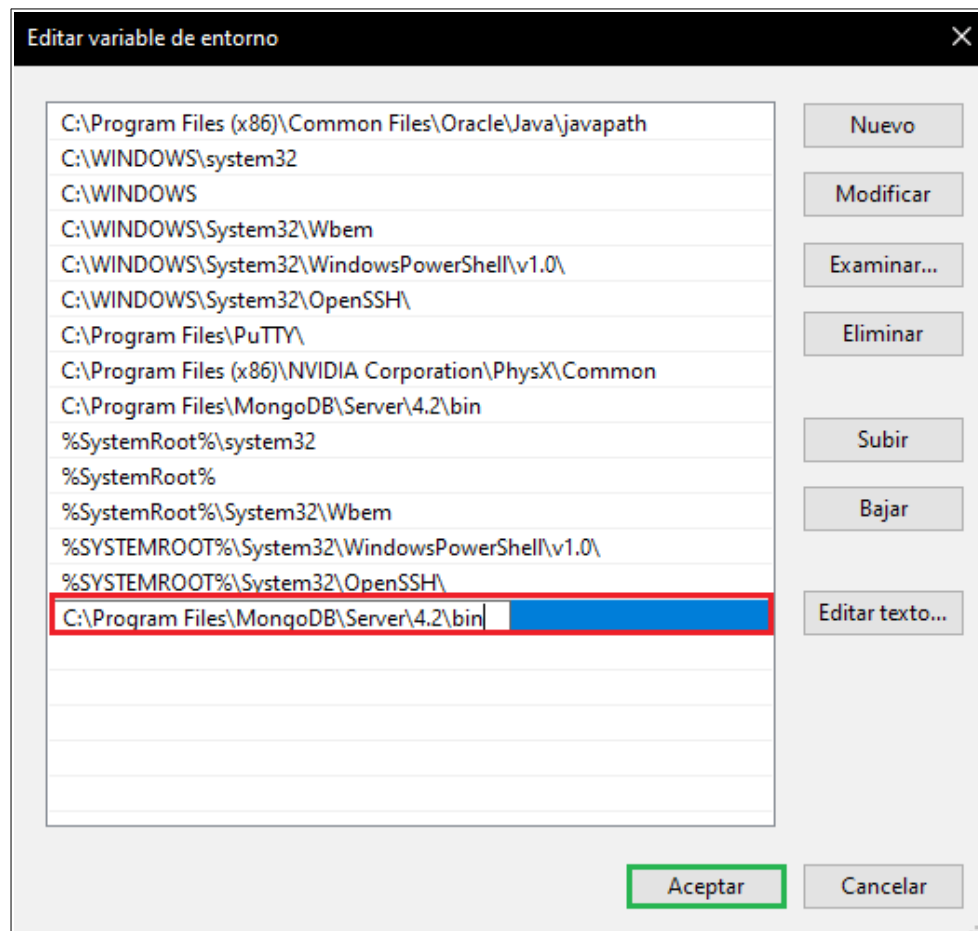 Editar variable de entorno
C:\Program Files (x86)\Common Files\Oracle\Java\javapath
C:\WINDOWS\system32
C:\WINDOWS
C:\WINDOWS\System32\Wbem
C:\WINDOWS\System32\WindowsPowerShell\v1.0\
C:\WINDOWS\System32\OpenSSH\
C:\Program Files\PuTTY\
C:\Program Files (x86)\NVIDIA Corporation\PhysX\Common
C:\Program Files\MongoDB\Server\4.2\bin
%SystemRoot%\system32
%SystemRoot%
%SystemRoot%\System32\Wbem
%SYSTEMROOT%\System32\WindowsPowerShell\v1.0\
%SYSTEMROOT%\System32\OpenSSH\
C:\Program Files\MongoDB\Server\4.2\bin
Nuevo
Modificar
Examinar...
Eliminar
Subir
Bajar
Editar texto...
Aceptar
Cancelar